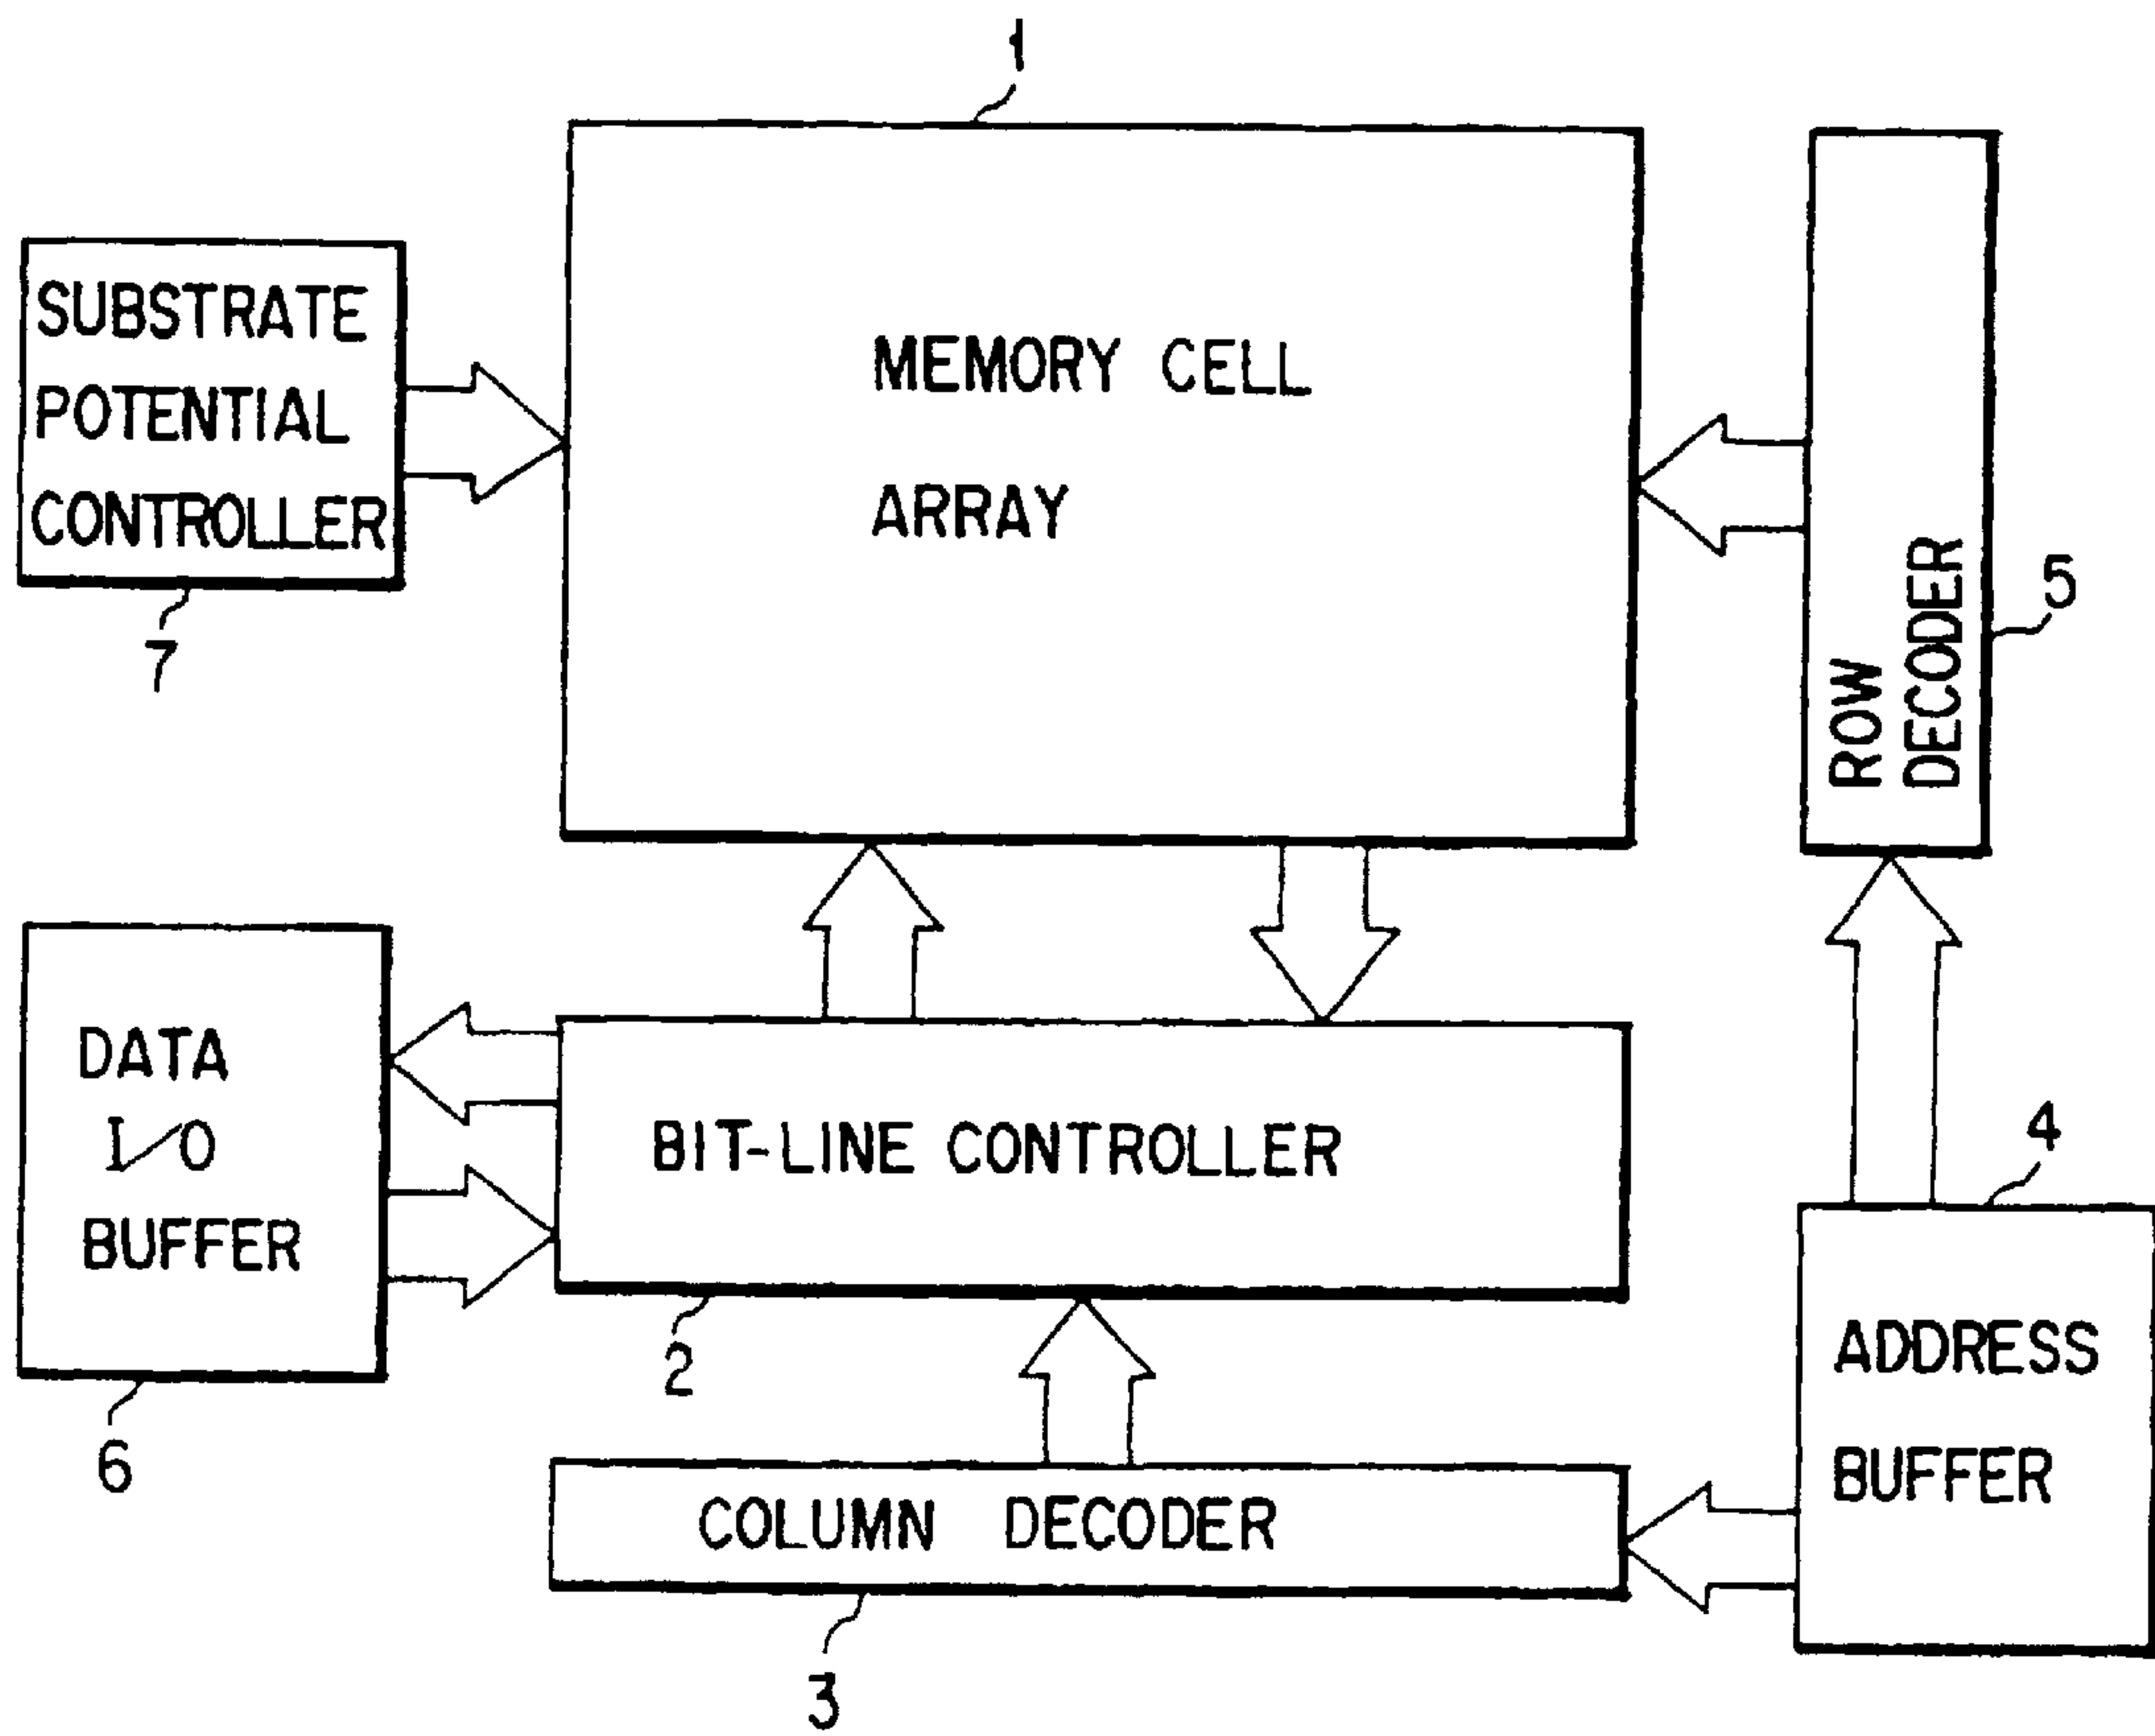 1
SUBSTRATE
POTENTIAL
CONTROLLER
7
MEMORY CELL
ARRAY
ROW
DECODER
5
DATA
I/O
BUFFER
6
BIT-LINE CONTROLLER
2
4
ADDRESS
BUFFER
COLUMN DECODER
3